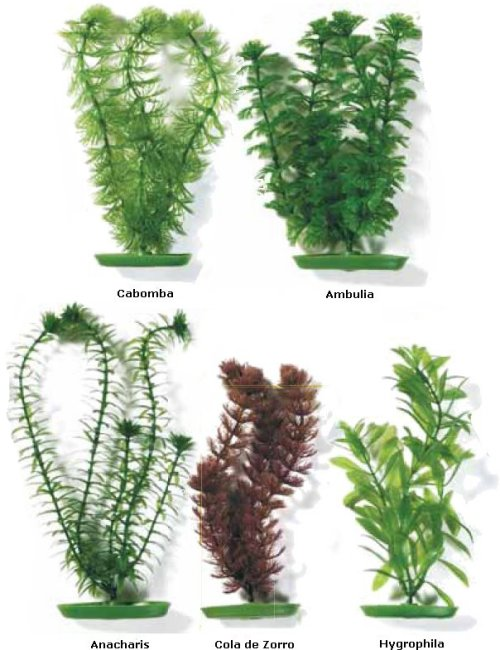 Cabomba
Ambulia
Anacharis
Cola de Zorro
Hygrophila